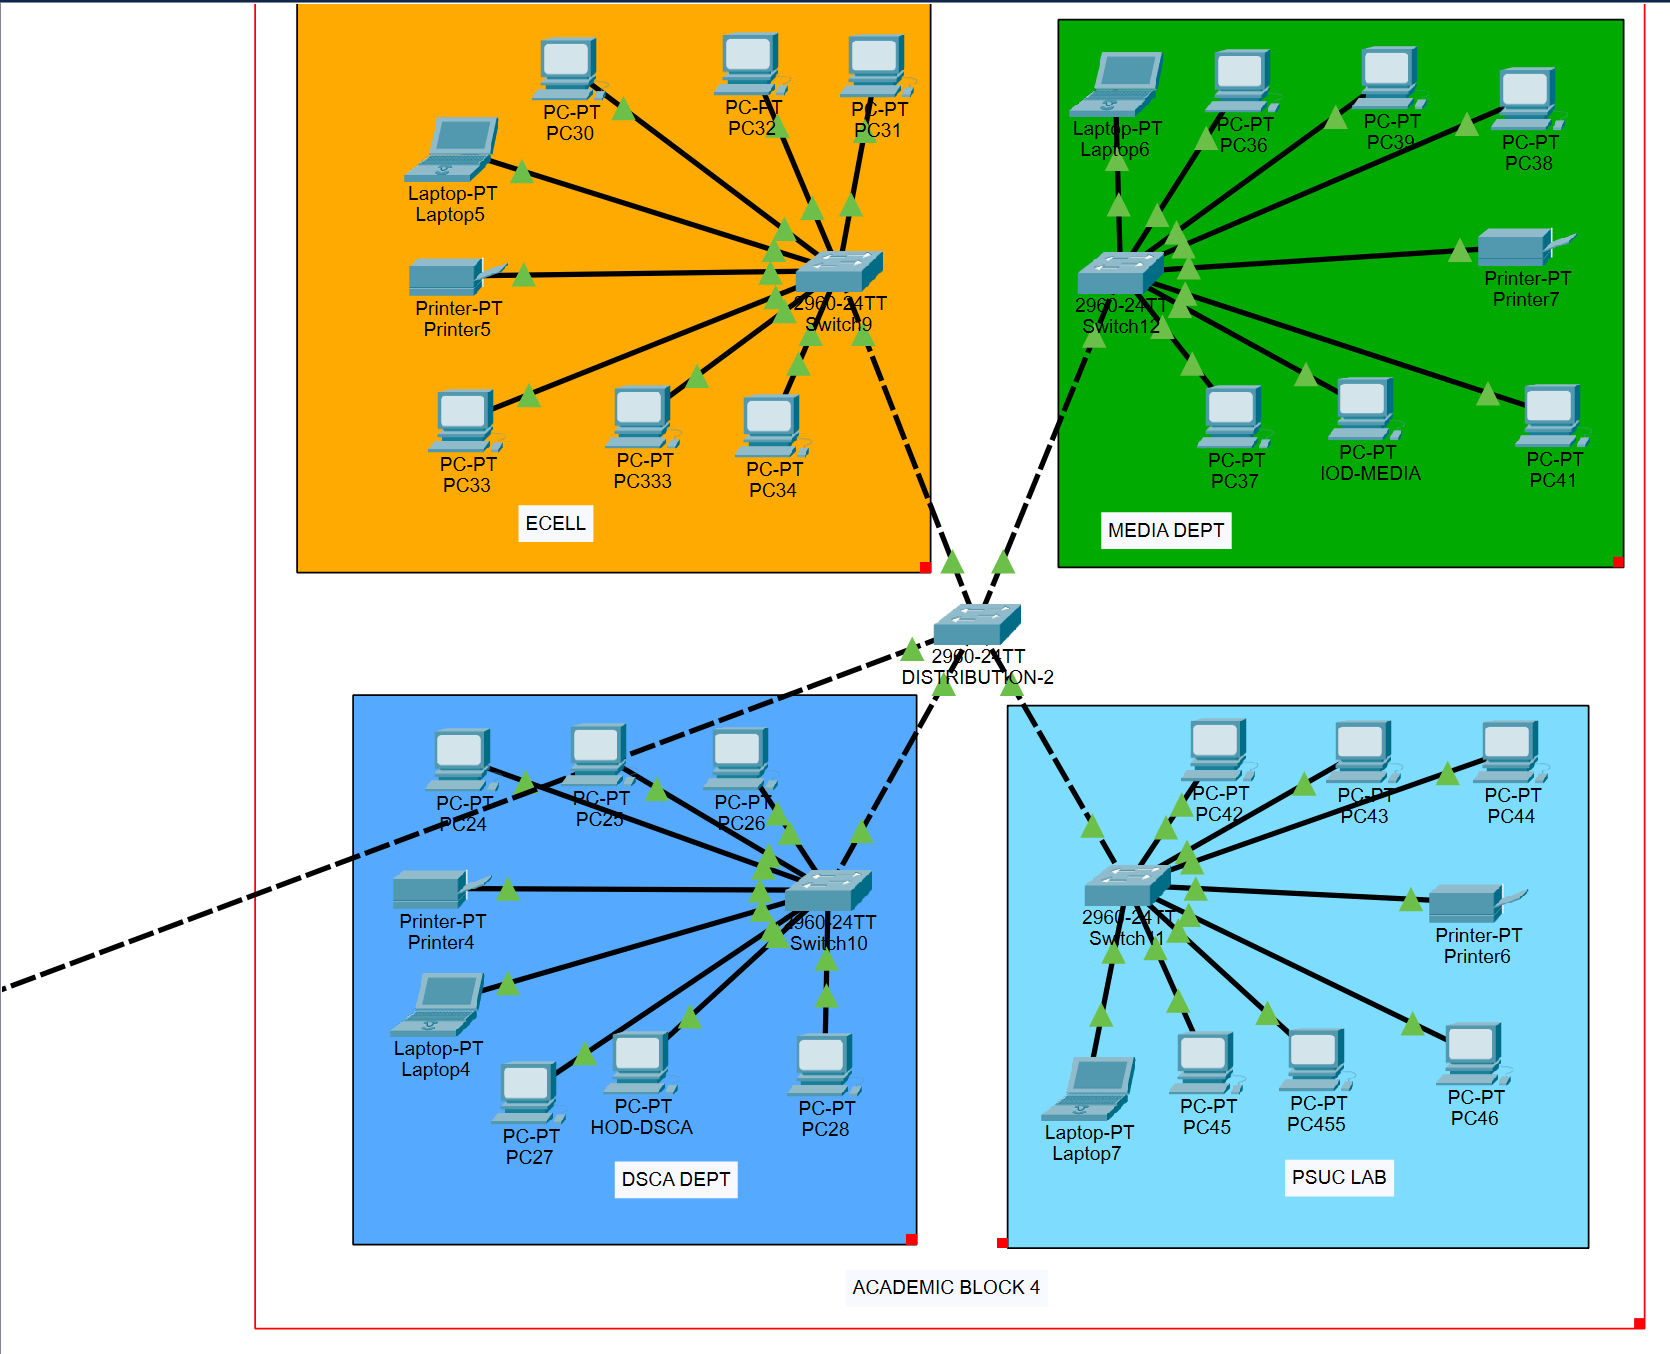 PC-PT
PC30
PC-PT
PC32
PC-PT
PC31
Laptop-PT
Laptop5
Printer-PT
Printer5
2960-24TT
Switch9
PC-PT
PC33
PC-PT
PC333
PC-PT
PC34
ECELL
Laptop-PT
Laptop6
PC-PT
PC36
PC-PT
PC39
PC-PT
PC38
Printer-PT
Printer7
2960-24TT
Switch12
PC-PT
PC37
PC-PT
IOD-MEDIA
PC-PT
PC41
MEDIA DEPT
2960-24TT
DISTRIBUTION-2
PC-PT
PC24
PC-PT
PC25
PC-PT
PC26
Printer-PT
Printer4
2960-24TT
Switch10
Laptop-PT
Laptop4
PC-PT
PC27
PC-PT
HOD-DSCA
PC-PT
PC28
DSCA DEPT
PC-PT
PC42
PC-PT
PC43
PC-PT
PC44
2960-24TT
Switch11
Printer-PT
Printer6
Laptop-PT
Laptop7
PC-PT
PC45
PC-PT
PC455
PC-PT
PC46
PSUC LAB
ACADEMIC BLOCK 4